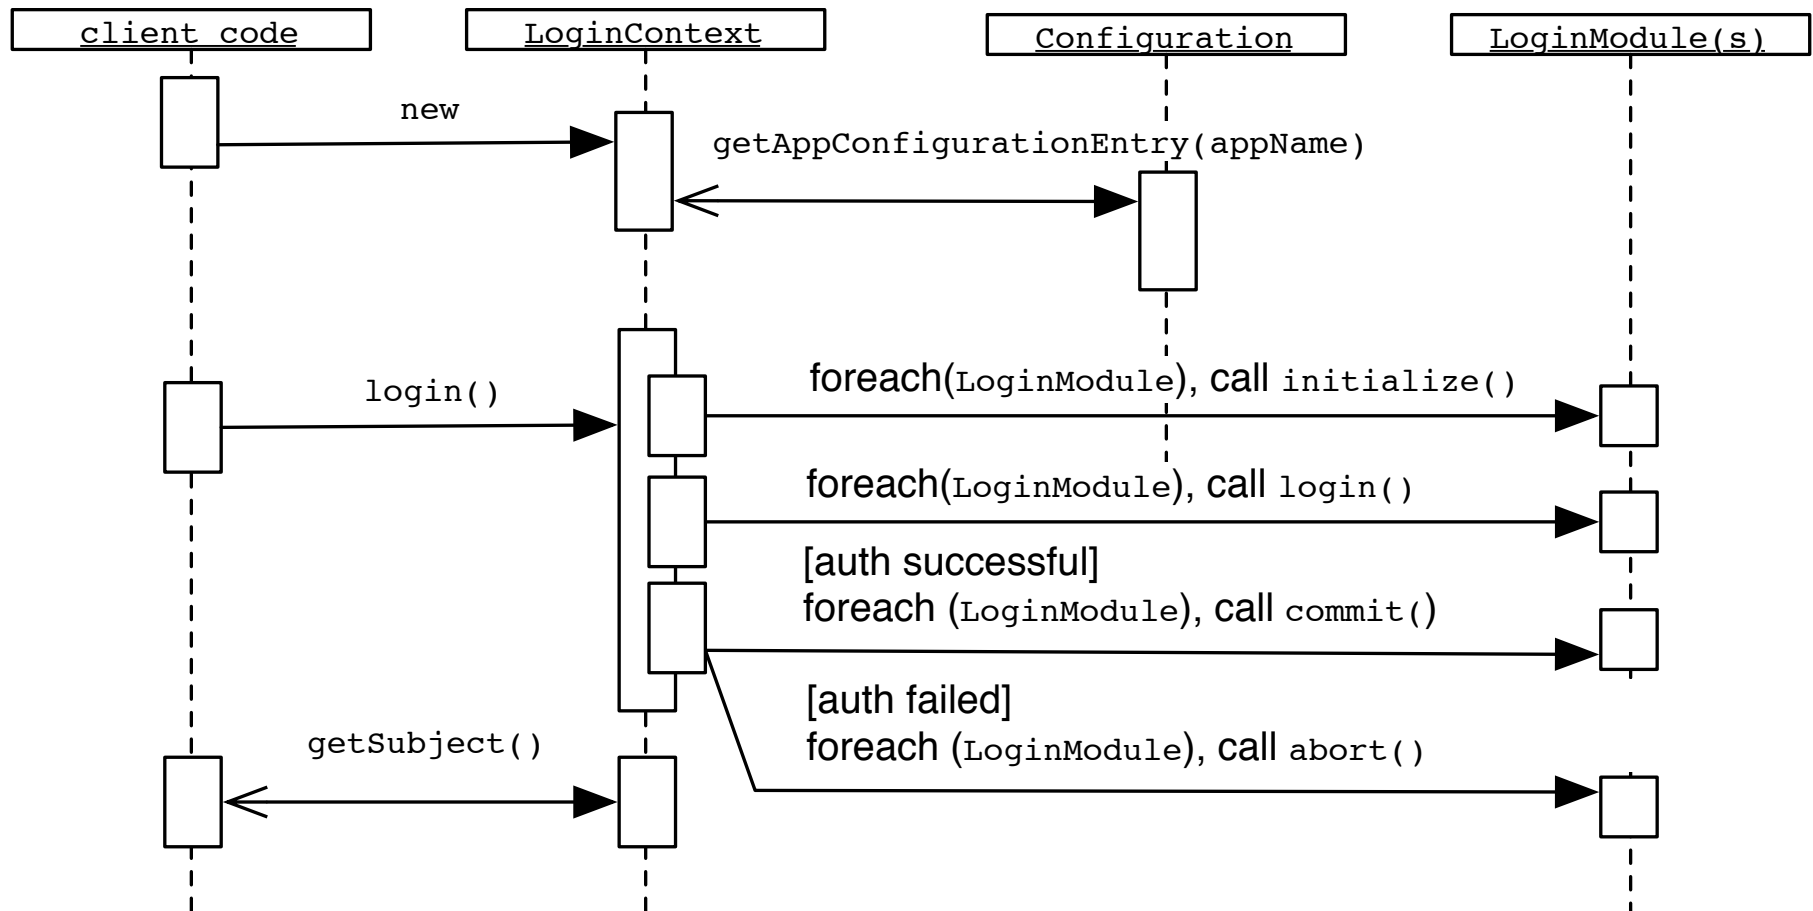 client code
LoginContext
Configuration
LoginModule(s)
new
getAppConfigurationEntry(appName)
login()
foreach(LoginModule), call initialize()
foreach(LoginModule), call login()
[auth successful]
foreach (LoginModule), call commit()
[auth failed]
foreach (LoginModule), call abort()
getSubject()